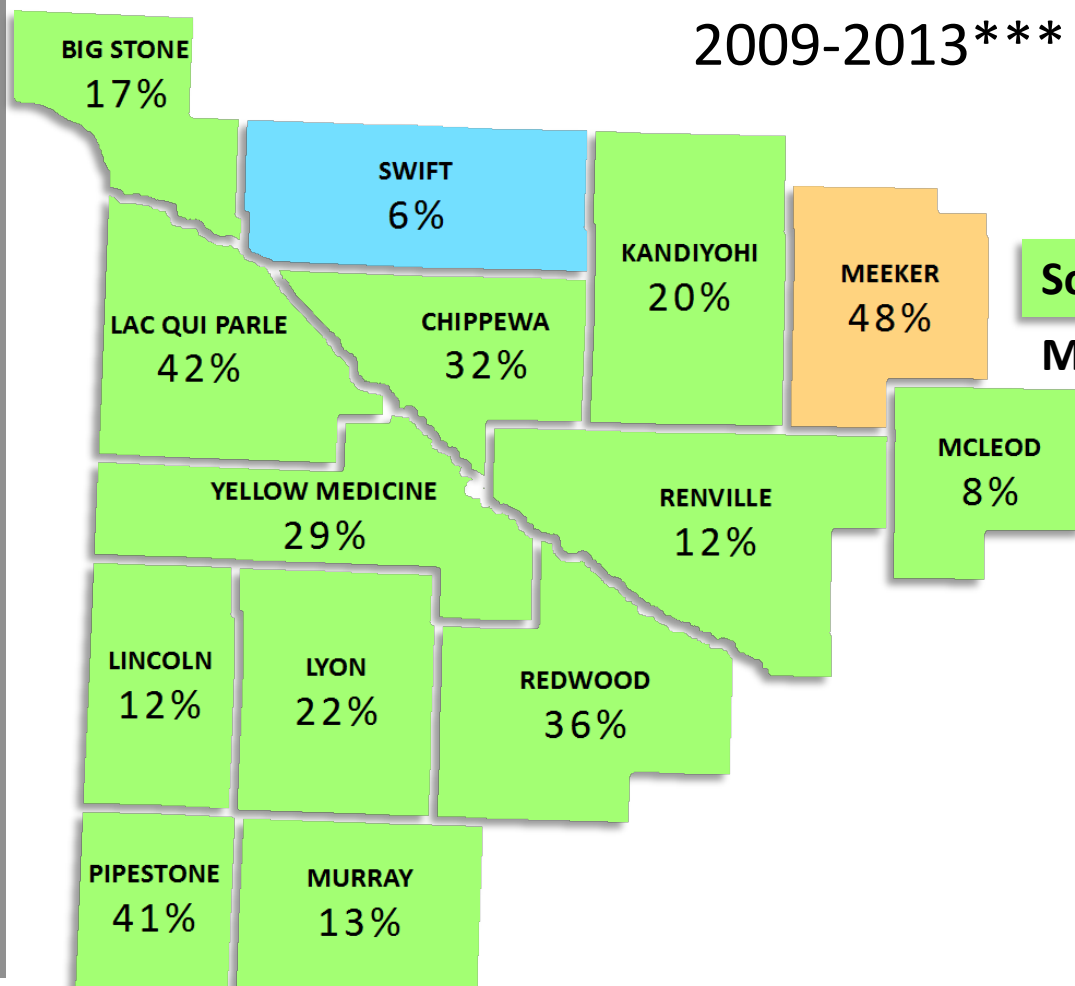 2009-2013***
BIG STONE
17%
SWIFT
6%
KANDIYOHI
20%
MEEKER
48%
LAC QUI PARLE
42%
CHIPPEWA
32%
MCLEOD
8%
YELLOW MEDICINE
29%
RENVILLE
12%
LINCOLN
12%
LYON
22%
REDWOOD
36%
PIPESTONE
41%
MURRAY
13%